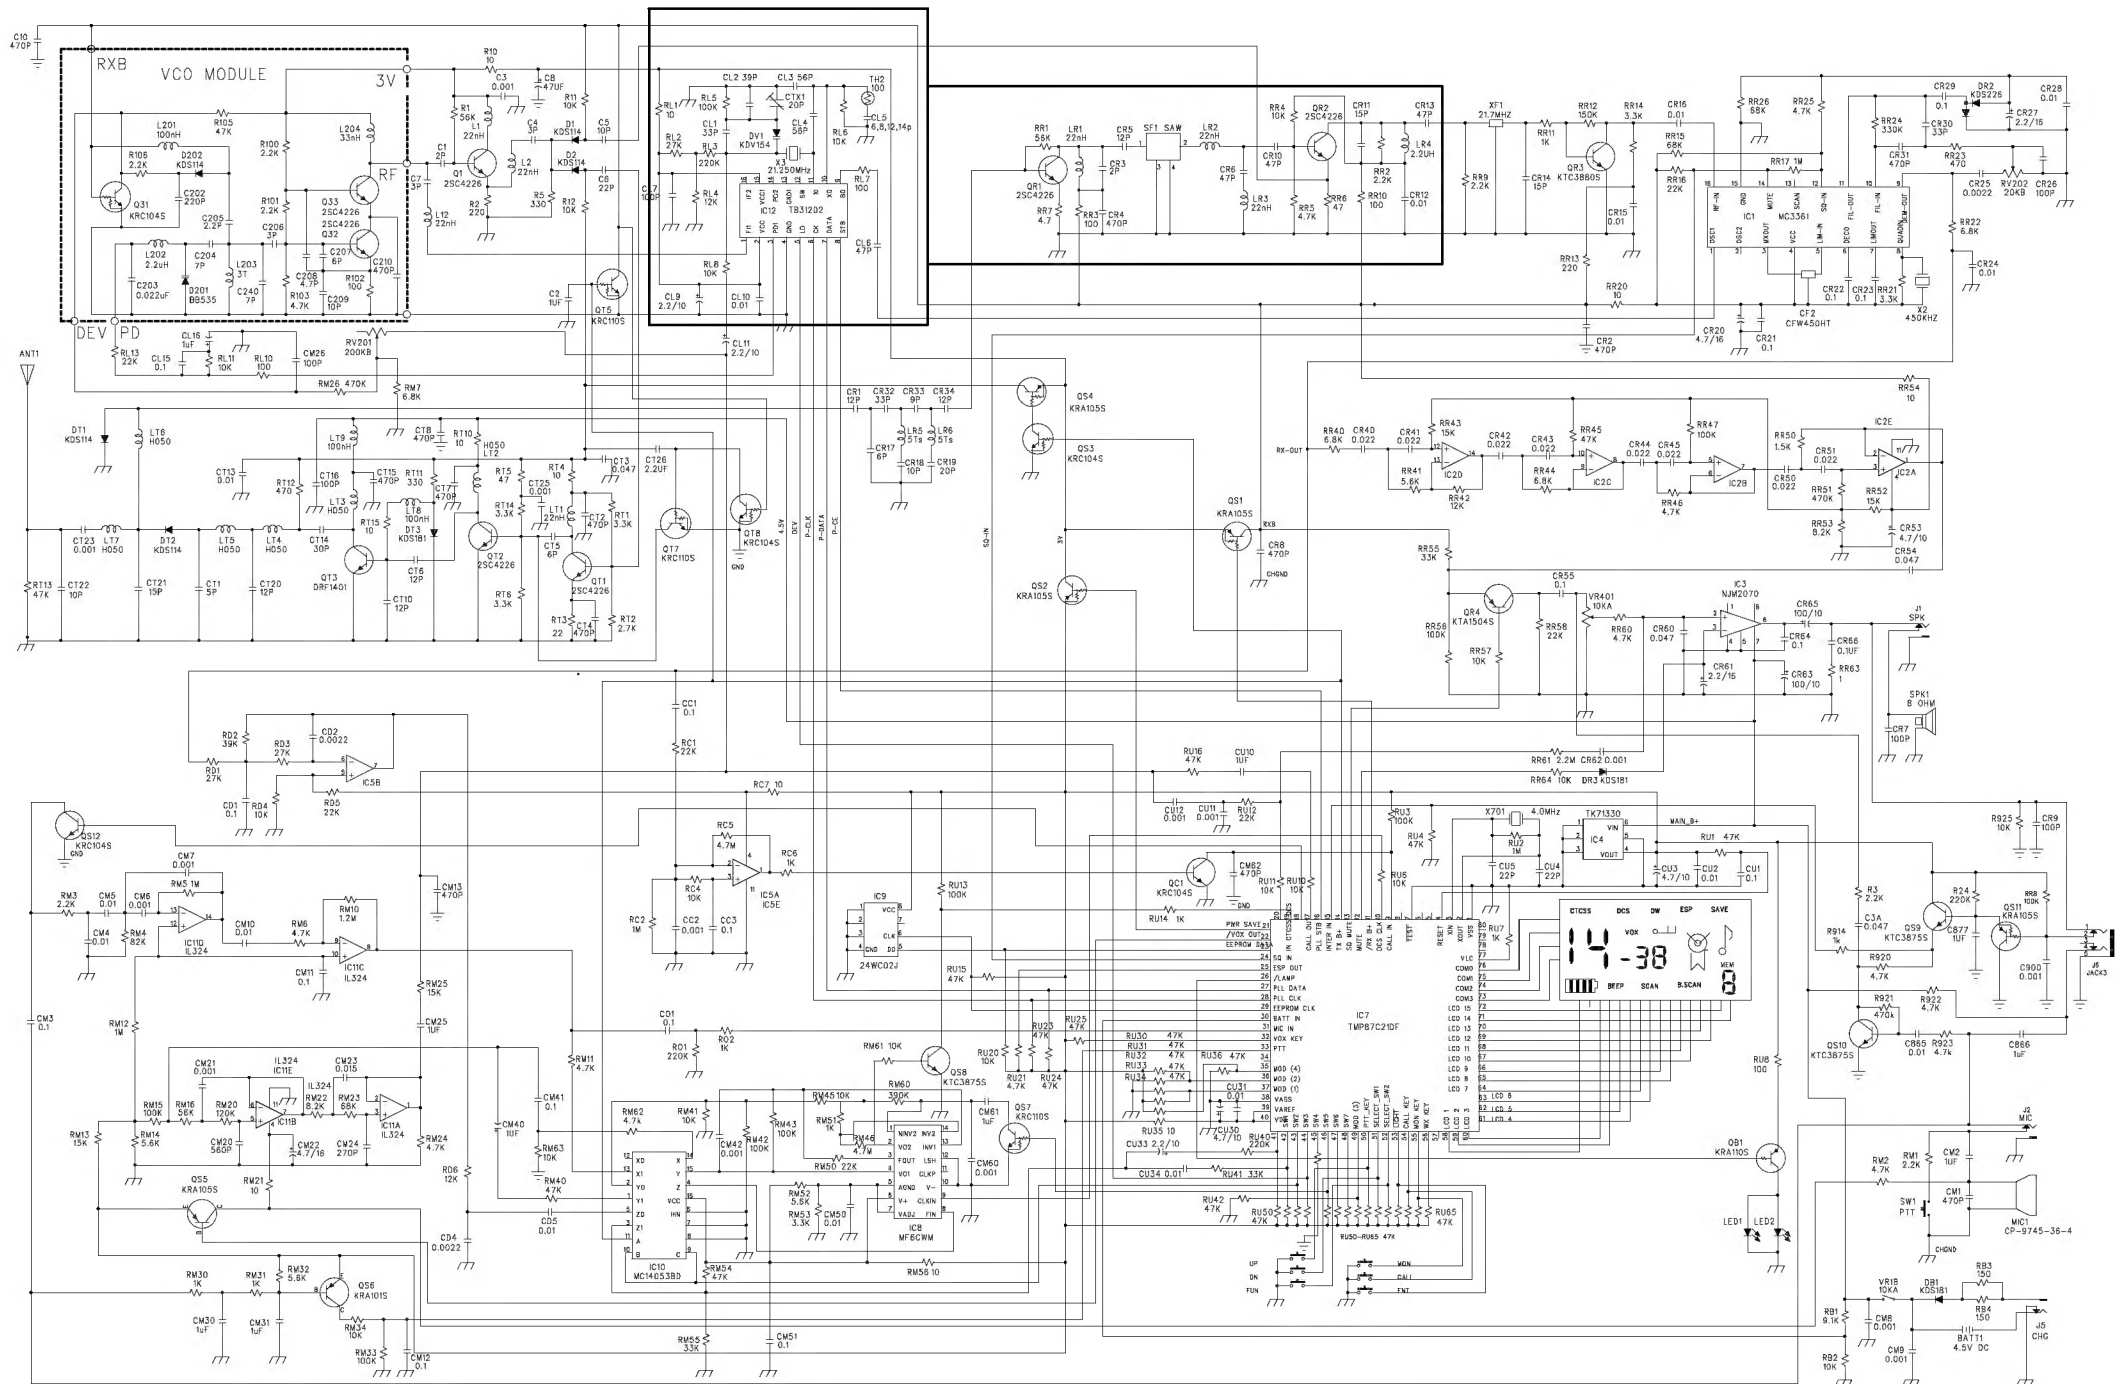 C10
470P
RXB
VCO MODULE
3V
RF
DEV
PD
L201
100nH
R105
47K
R106
2.2K
D202
KDS114
C202
220P
Q31
KRC104S
C205
2.2P
C206
3P
L202
2.2uH
C204
7P
L203
3T
C203
0.022uF
D201
BB535
C240
7P
R100
2.2K
R101
2.2K
R103
4.7K
L204
33nH
Q33
2SC4226
Q32
C207
6P
C208
4.7P
C209
10P
R102
100
C210
470P
R10
10
C3
0.001
C8
47UF
R1
56K
L1
22nH
C1
2P
Q1
2SC4226
C7
3P
L12
22nH
R2
220
L2
22nH
C4
3P
R11
10K
D1
KDS114
C5
10P
D2
KDS114
C6
22P
R5
330
R12
10K
C2
1UF
QT5
KRC110S
CL2 39P
CL3 56P
TH2
100
RL5
100K
CTX1
20P
RL1
10
CL1
33P
CL4
56P
RL6
10K
CL5
6,8,12,14p
RL2
27K
RL3
220K
DV1
KDV154
X3
21.250MHz
RL4
12K
RL7
100
IC12
TB31202
CL6
47P
RL8
10K
CL9
2.2/10
CL10
0.01
CL11
2.2/10
RR1
56K
LR1
22nH
CR5
12P
SF1 SAW
LR2
22nH
CR3
2P
QR1
2SC4226
RR7
4.7
RR3
100
CR4
470P
CR6
47P
LR3
22nH
CR10
47P
RR4
10K
QR2
2SC4226
RR5
4.7K
RR6
47
CR11
15P
CR13
47P
RR2
2.2K
LR4
2.2UH
RR10
100
CR12
0.01
XF1
21.7MHZ
RR11
1K
RR12
150K
RR14
3.3K
CR16
0.01
RR9
2.2K
CR14
15P
QR3
KTC3880S
CR15
0.01
RR13
220
CR2
470P
RR15
68K
RR16
22K
RR17 1M
RR26
68K
RR25
4.7K
RR24
330K
CR29
0.1
DR2
KDS226
CR28
0.01
CR30
33P
CR27
2.2/15
CR31
470P
RR23
470
CR25
0.0022
RV202
20KB
CR26
100P
IC1
MC3361
RR22
6.8K
CR24
0.01
RR20
10
CR20
4.7/16
CR21
0.1
CF2
CFW450HT
CR22
0.1
CR23
0.1
RR21
3.3K
X2
450KHZ
ANT1
RL13
22K
CL15
0.1
CL16
1uF
RL11
10K
RL10
100
CM26
100P
RV201
200KB
RM26 470K
RM7
6.8K
DT1
KDS114
LT6
H050
CT13
0.01
RT12
470
CT16
100P
LT9
100nH
CT15
470P
LT3
H050
CT8
470P
RT10
10
H050
LT2
RT11
330
CT7
470P
LT8
100nH
RT15
10
DT3
KDS181
RT5
47
CT25
0.001
RT14
3.3K
RT4
10
LT1
22nH
CT3
0.047
CT2
470P
RT1
3.3K
CT26
2.2UF
CT23
0.001
LT7
H050
DT2
KDS114
LT5
H050
LT4
H050
CT14
30P
QT3
DRF1401
CT6
12P
CT10
12P
QT2
2SC4226
RT6
3.3K
CT5
6P
QT1
2SC4226
RT3
22
CT4
470P
RT2
2.7K
QT7
KRC110S
QT8
KRC104S
GND
RT13
47K
CT22
10P
CT21
15P
CT1
5P
CT20
12P
4.5V
DEV
P-CLK
P-DATA
P-CE
SQ-IN
3V
CR1
12P
CR32
33P
CR33
9P
CR34
12P
LR5
5Ts
LR6
5Ts
CR17
6P
CR18
10P
CR19
20P
QS4
KRA105S
QS3
KRC104S
QS1
KRA105S
RXB
QS2
KRA105S
CR8
470P
CHGND
RX-OUT
RR40
6.8K
CR40
0.022
CR41
0.022
RR43
15K
RR41
5.6K
IC2D
RR42
12K
CR42
0.022
CR43
0.022
RR45
47K
RR44
6.8K
IC2C
CR44
0.022
CR45
0.022
RR47
100K
RR46
4.7K
IC2B
CR50
0.022
RR50
1.5K
CR51
0.022
RR51
470K
RR52
15K
RR53
8.2K
IC2E
IC2A
CR53
4.7/10
CR54
0.047
RR54
10
RR55
33K
QR4
KTA1504S
RR56
100K
RR57
10K
CR55
0.1
RR58
22K
VR401
10KA
RR60
4.7K
CR60
0.047
IC3
NJM2070
CR65
100/10
CR64
0.1
CR66
0.1UF
RR63
1
CR61
2.2/16
CR63
100/10
J1
SPK
SPK1
8 OHM
CR7
100P
RD2
39K
RD3
27K
CD2
0.0022
RD1
27K
CD1
0.1
RD4
10K
RD5
22K
IC5B
CC1
0.1
RC1
22K
RC7 10
RC5
4.7M
RC6
1K
RC4
10K
IC5A
IC5E
RC2
1M
CC2
0.001
CC3
0.1
RU16
47K
CU10
1UF
CU12
0.001
CU11
0.001
RU12
22K
QC1
KRC104S
CM62
470P
GND
RU11
10K
RU10
10K
RR61 2.2M
CR62 0.001
RR64 10K
DR3 KDS181
RU3
100K
RU4
47K
RU6
10K
X701
4.0MHz
RU2
1M
CU5
22P
CU4
22P
TK71330
VIN
IC4
VOUT
MAIN_B+
RU1 47K
CU3
4.7/10
CU2
0.01
CU1
0.1
RU7
1K
R925
10K
CR9
100P
R3
2.2K
C3A
0.047
QS9
KTC3875S
R24
220K
C877
1UF
QS11
KRA105S
RR8
100K
C900
0.001
J6
JACK3
R914
1k
R920
4.7K
R921
470k
R922
4.7K
QS10
KTC3875S
C865
0.01
R923
4.7k
C866
1uF
QS12
KRC104S
GND
RM3
2.2K
CM5
0.01
CM6
0.001
CM7
0.001
RM5 1M
CM4
0.01
RM4
82K
IC11D
IL324
CM10
0.01
RM6
4.7K
RM10
1.2M
IC11C
IL324
CM11
0.1
CM13
470P
RM25
15K
CM25
1UF
CM3
0.1
RM12
1M
CM21
0.001
IL324
IC11E
IL324
RM22
8.2K
CM23
0.015
RM23
68K
RM15
100K
RM16
56K
RM20
120K
IC11B
IC11A
IL324
RM13
15K
RM14
5.6K
CM20
560P
CM22
4.7/16
CM24
270P
RM24
4.7K
RM21
10
QS5
KRA105S
RM30
1K
RM31
1K
RM32
5.6K
QS6
KRA101S
RM34
10K
RM33
100K
CM12
0.1
CM30
1uF
CM31
1uF
RD6
12K
CD4
0.0022
CD5
0.01
RM40
47K
RM63
10K
CM40
1UF
CM41
0.1
RM11
4.7K
CD1
0.1
RO1
220K
RO2
1K
RM62
4.7k
RM41
10K
CM42
0.001
RM42
100K
RM43
100K
RM45 10K
RM51
1K
RM46
4.7M
RM50 22K
RM60
390K
RM61 10K
QS8
KTC3875S
CM61
1uF
QS7
KRC110S
CM60
0.001
IC10
MC14053BD
IC8
MF6CWM
RM52
5.6K
RM53
3.3K
CM50
0.01
RM54
47K
RM55
33K
CM51
0.1
RM56 10
IC9
24WC02J
RU13
100K
RU14 1K
RU15
47K
RU20
10K
RU21
4.7K
RU23
47K
RU24
47K
RU25
47K
RU30 47K
RU31 47K
RU32 47K
RU33 47K
RU34 47K
RU36 47K
CU31
0.01
CU30
4.7/10
RU35 10
CU33 2.2/10
RU40
220K
CU34 0.01
RU41 33K
RU42
47K
RU50
47K
RU65
47K
RU50-RU65 47K
PWR SAVE
/VOX OUT
EEPROM DATA
SQ IN
ESP OUT
/LAMP
PLL DATA
PLL CLK
EEPROM CLK
BATT IN
MIC IN
VOX KEY
PTT
MOD (4)
MOD (2)
MOD (1)
VASS
VAREF
IC7
TMP87C21DF
VLC
COM0
COM1
COM2
COM3
LCD 15
LCD 14
LCD 13
LCD 12
LCD 11
LCD 10
LCD 9
LCD 8
LCD 7
LCD 6
LCD 5
LCD 4
CTCSS
DCS
DW
ESP
SAVE
VOX
14-38
MEM
8
BEEP
SCAN
B.SCAN
UP
DN
FUN
MON
CALL
ENT
RU8
100
QB1
KRA110S
LED1
LED2
J2
MIC
RM1
2.2K
CM2
1UF
RM2
4.7K
CM1
470P
SW1
PTT
MIC1
CP-9745-36-4
CHGND
VR1B
10KA
DB1
KDS181
RB3
150
RB4
150
RB1
9.1K
CM8
0.001
RB2
10K
CM9
0.001
BATT1
4.5V DC
J5
CHG